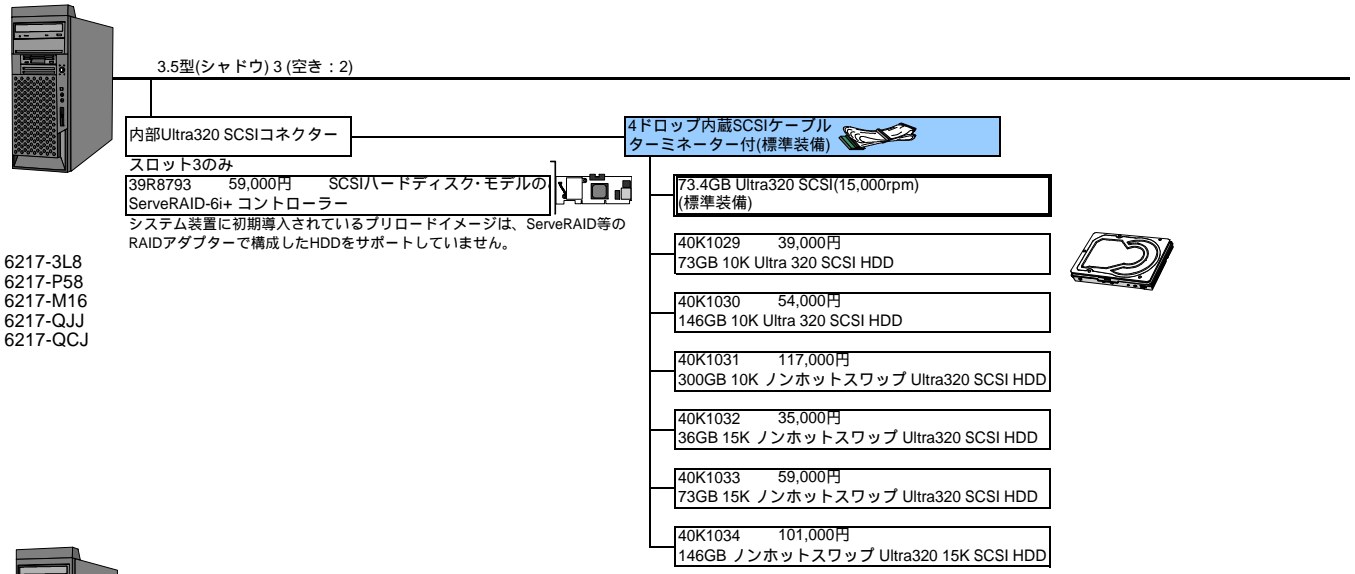 3.5型(シャドウ) 3 (空き：2)
内部Ultra320 SCSIコネクター
4ドロップ内蔵SCSIケーブル
ターミネーター付(標準装備)
スロット3のみ
39R8793 59,000円 SCSIハードディスク・モデルの
ServeRAID-6i+ コントローラー
システム装置に初期導入されているプリロードイメージは、ServeRAID等の
RAIDアダプターで構成したHDDをサポートしていません。
6217-3L8
6217-P58
6217-M16
6217-QJJ
6217-QCJ
73.4GB Ultra320 SCSI(15,000rpm)
(標準装備)
40K1029 39,000円
73GB 10K Ultra 320 SCSI HDD
40K1030 54,000円
146GB 10K Ultra 320 SCSI HDD
40K1031 117,000円
300GB 10K ノンホットスワップ Ultra320 SCSI HDD
40K1032 35,000円
36GB 15K ノンホットスワップ Ultra320 SCSI HDD
40K1033 59,000円
73GB 15K ノンホットスワップ Ultra320 SCSI HDD
40K1034 101,000円
146GB ノンホットスワップ Ultra320 15K SCSI HDD